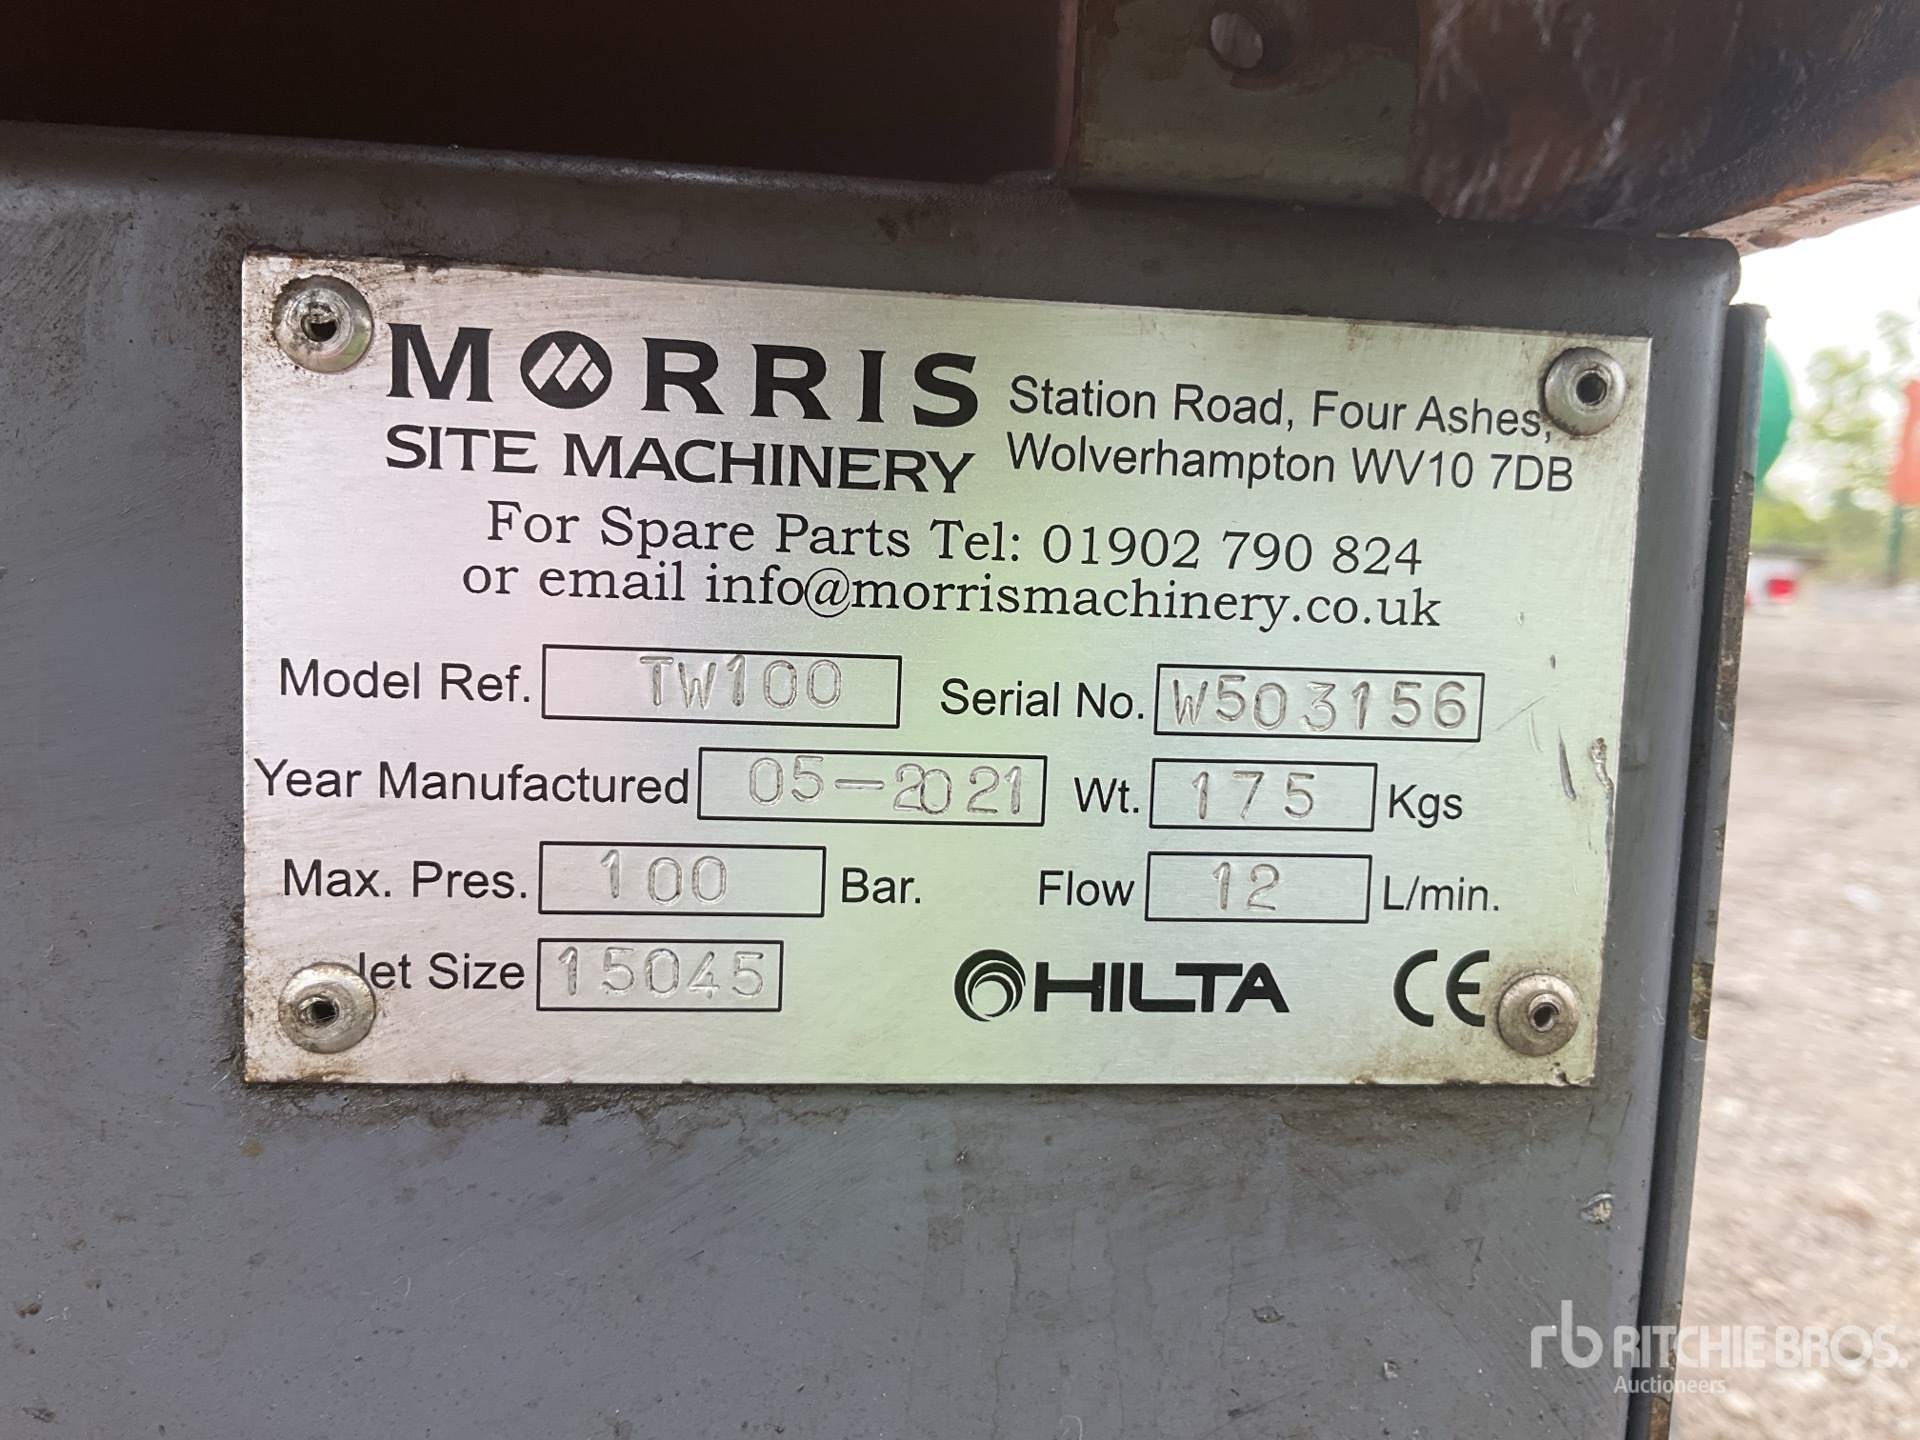 MORRIS
SITE MACHINERY
Station Road, Four Ashes,
Wolverhampton WV10 7DB
For Spare Parts Tel: 01902 790 824
or email info@morrismachinery.co.uk
Model Ref. TW100 Serial No. W503156
Year Manufactured 05-2021 Wt. 175 Kgs
Max. Pres. 100 Bar. Flow 12 L/min.
Jet Size 15045 HILTA CE
rb RITCHIE BROS.
Auctioneers